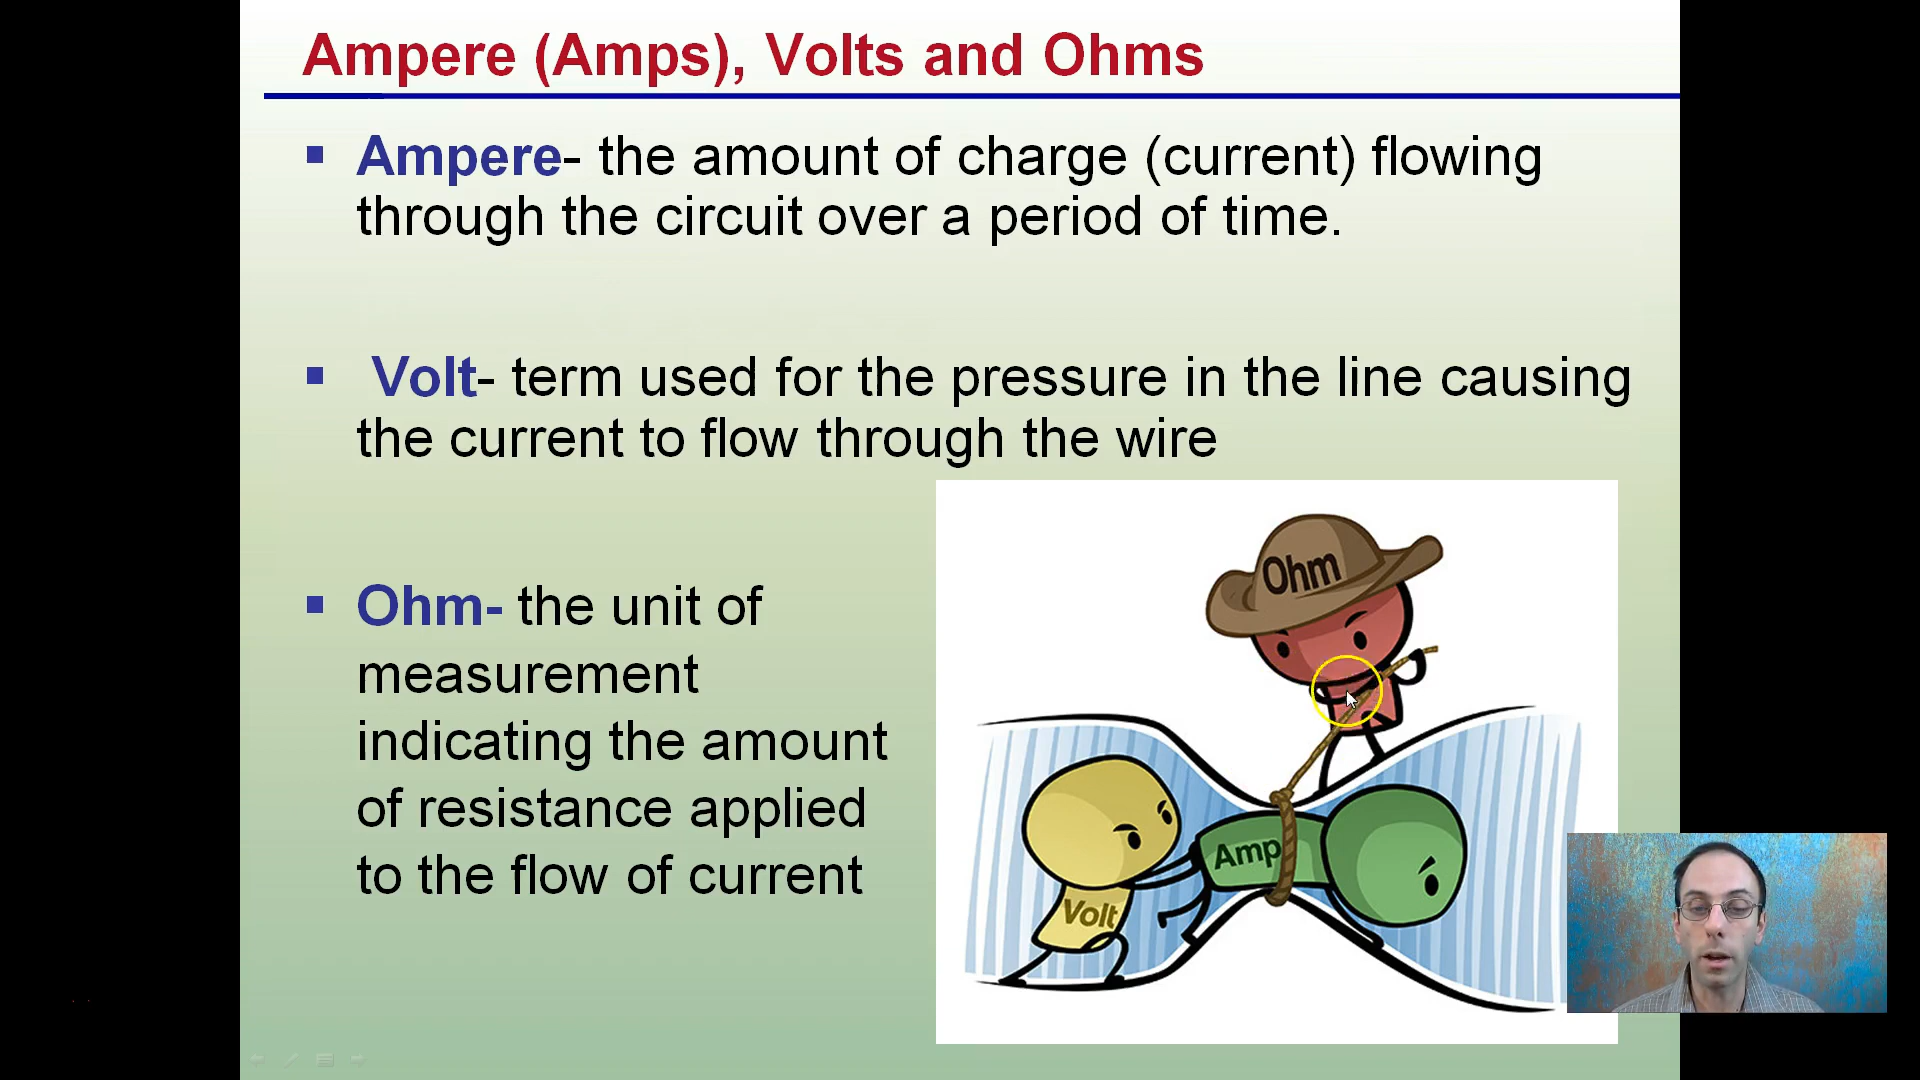 Ampere (Amps), Volts and Ohms
▪ Ampere- the amount of charge (current) flowing
through the circuit over a period of time.
▪ Volt- term used for the pressure in the line causing
the current to flow through the wire
▪ Ohm- the unit of
measurement
indicating the amount
of resistance applied
to the flow of current
Ohm
Amp
Volt